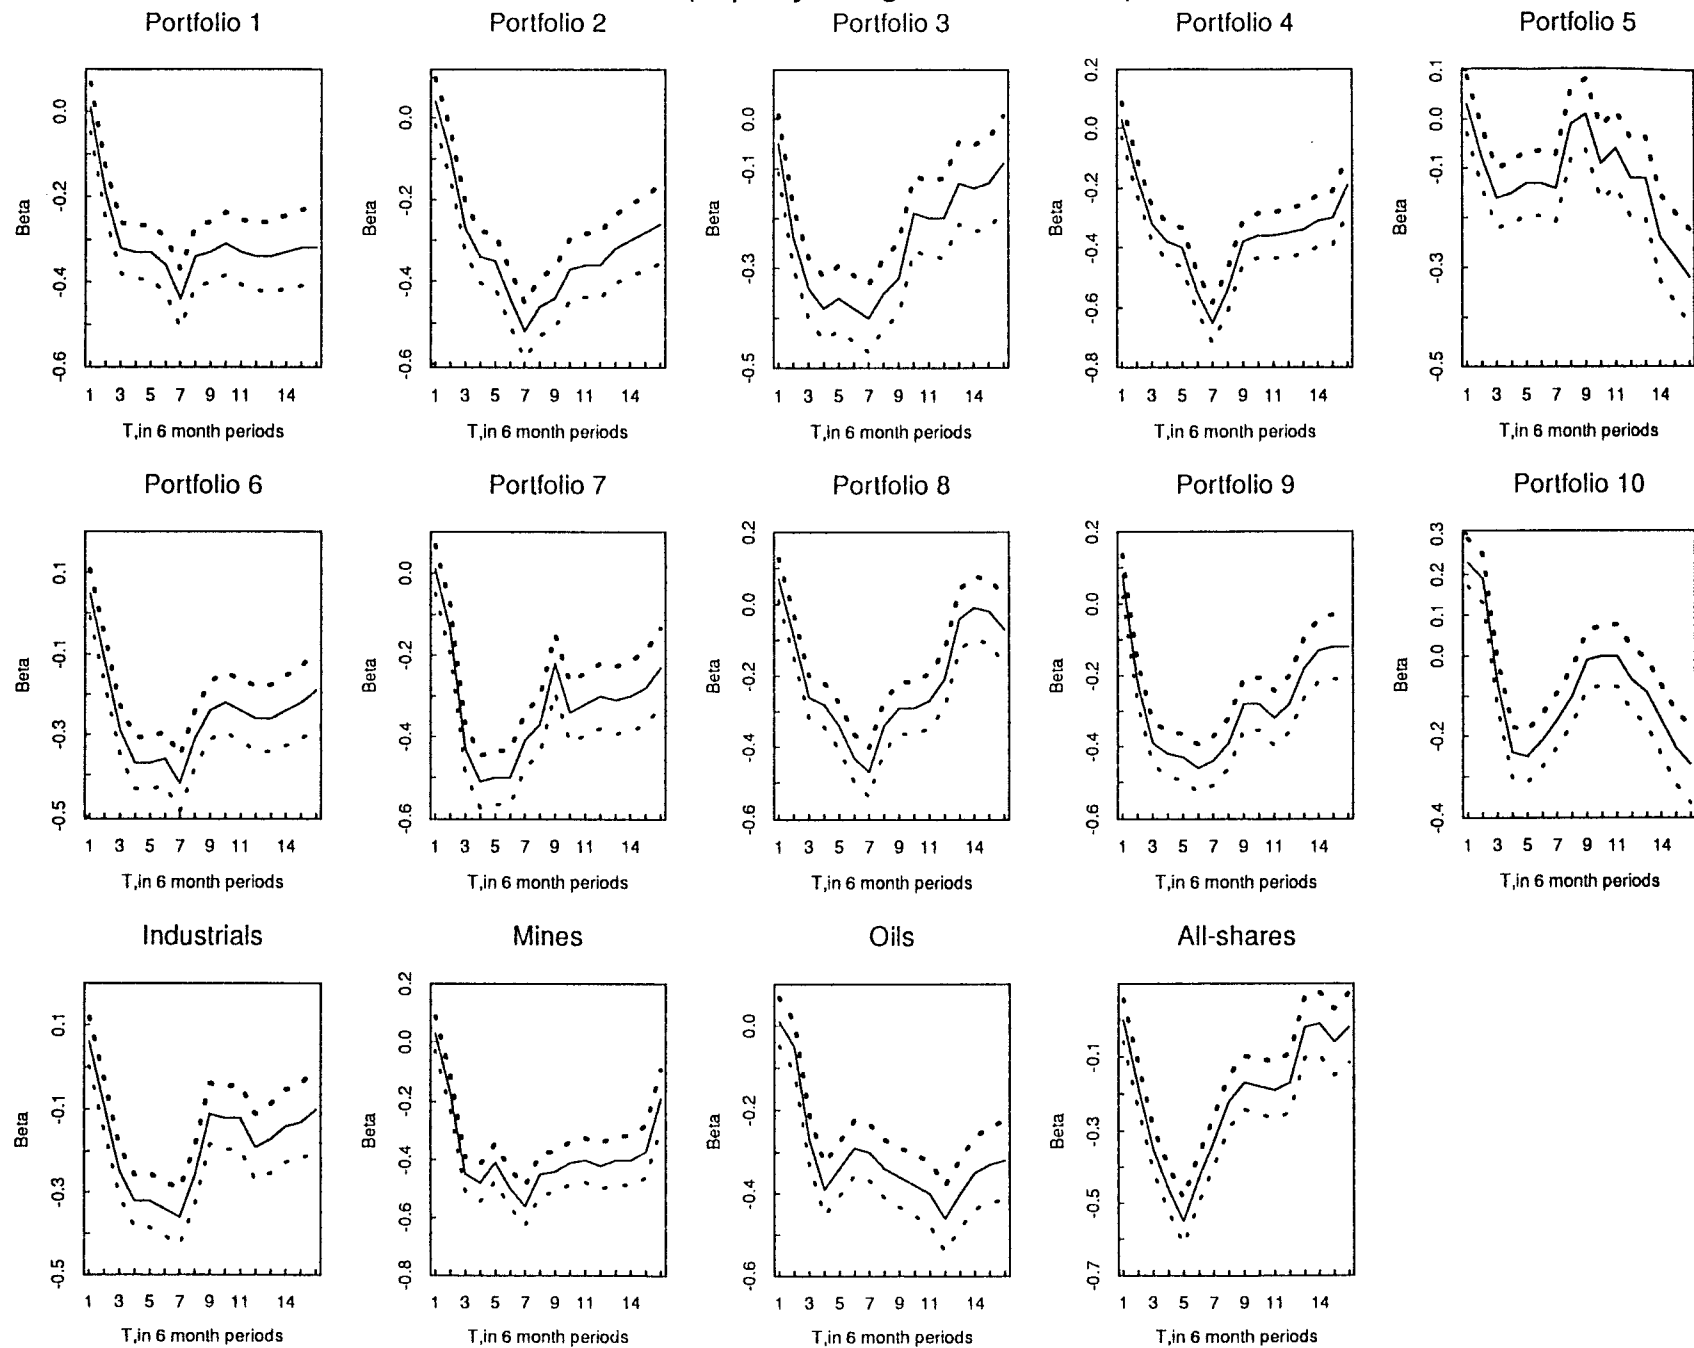 Portfolio 1 Portfolio 2 Portfolio 3 Portfolio 4 Portfolio 5
Beta 0.0 -0.2 -0.4 -0.6
1 3 5 7 9 11 14
T,in 6 month periods
Beta 0.0 -0.2 -0.4 -0.6
1 3 5 7 9 11 14
T,in 6 month periods
Beta 0.0 -0.1 -0.3 -0.5
1 3 5 7 9 11 14
T,in 6 month periods
Beta 0.2 0.0 -0.2 -0.4 -0.6 -0.8
1 3 5 7 9 11 14
T,in 6 month periods
Beta 0.1 0.0 -0.1 -0.3 -0.5
1 3 5 7 9 11 14
T,in 6 month periods
Portfolio 6 Portfolio 7 Portfolio 8 Portfolio 9 Portfolio 10
Beta 0.1 -0.1 -0.3 -0.5
1 3 5 7 9 11 14
T,in 6 month periods
Beta 0.0 -0.2 -0.4 -0.6
1 3 5 7 9 11 14
T,in 6 month periods
Beta 0.2 0.0 -0.2 -0.4 -0.6
1 3 5 7 9 11 14
T,in 6 month periods
Beta 0.2 0.0 -0.2 -0.4 -0.6
1 3 5 7 9 11 14
T,in 6 month periods
Beta 0.3 0.2 0.1 0.0 -0.2 -0.4
1 3 5 7 9 11 14
T,in 6 month periods
Industrials Mines Oils All-shares
Beta 0.1 -0.1 -0.3 -0.5
1 3 5 7 9 11 14
T,in 6 month periods
Beta 0.2 0.0 -0.2 -0.4 -0.6 -0.8
1 3 5 7 9 11 14
T,in 6 month periods
Beta 0.0 -0.2 -0.4 -0.6
1 3 5 7 9 11 14
T,in 6 month periods
Beta -0.1 -0.3 -0.5 -0.7
1 3 5 7 9 11 14
T,in 6 month periods